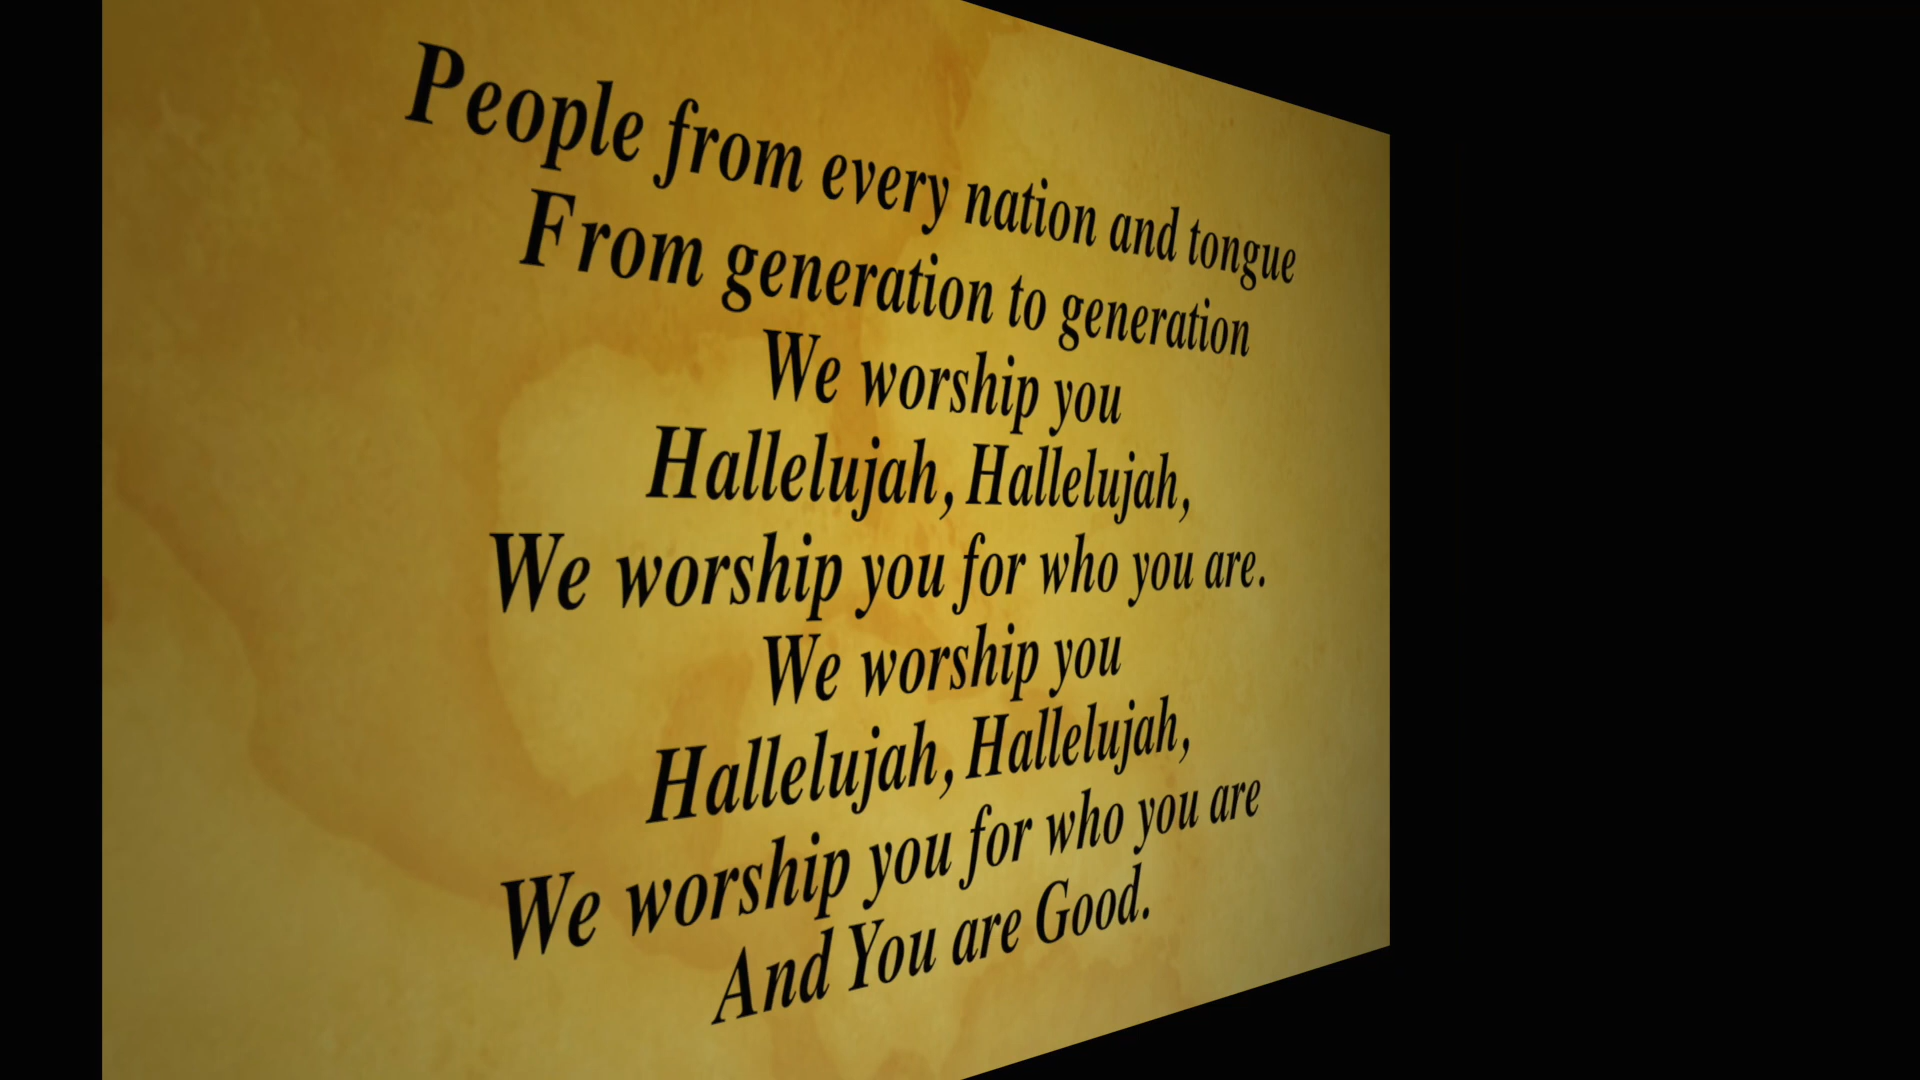 People from every nation and tongue
From generation to generation
We worship you
Hallelujah, Hallelujah,
We worship you for who you are.
We worship you
Hallelujah, Hallelujah,
We worship you for who you are
And You are Good.